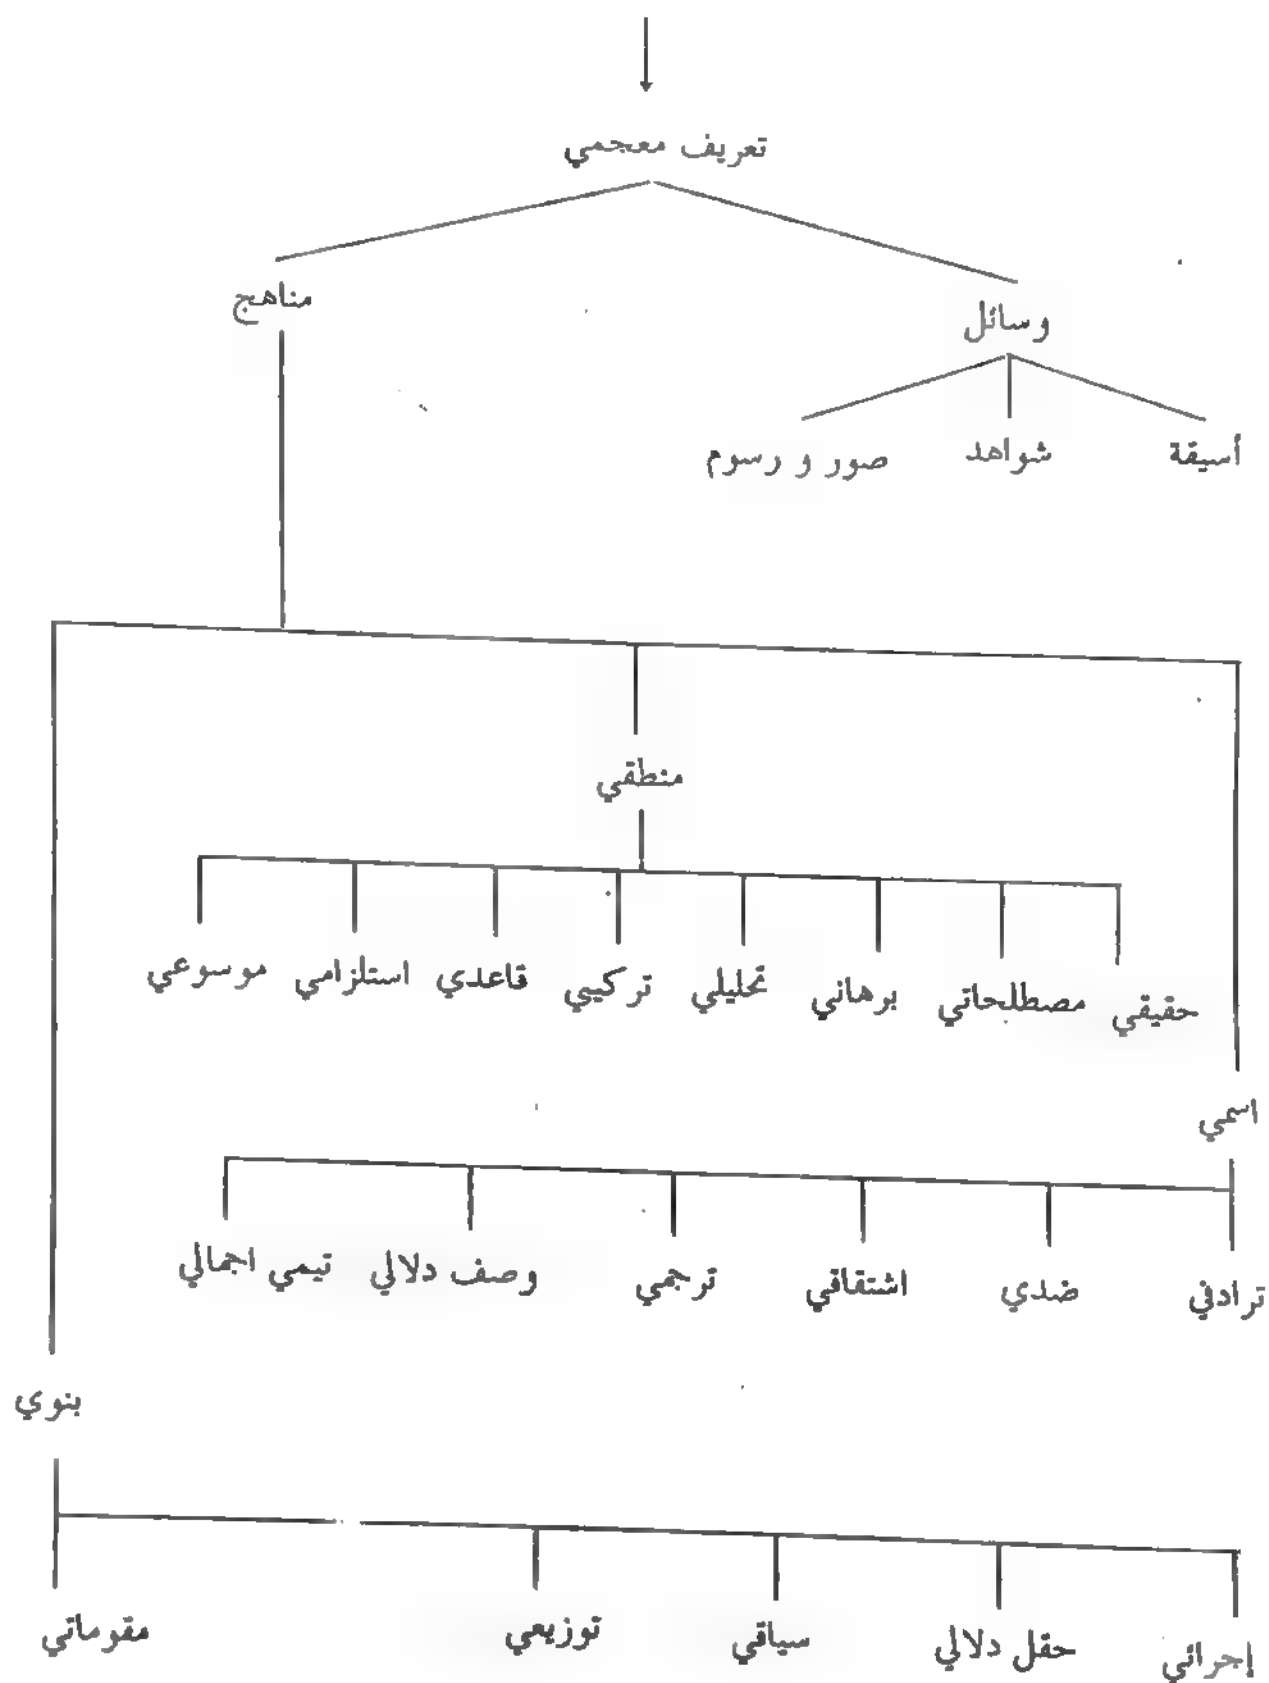 تعريف معجمي
مناهج
وسائل
أسيقة شواهد صور و رسوم
منطقي
حقيقي مصطلحاتي برهاني تحليلي تركيبي قاعدي استلزامي موسوعي
اسمي
ترادفي ضدي اشتقاقي ترجمي وصف دلالي تيمي اجمالي
بنوي
إجرائي حقل دلالي سياقي توزيعي مقوماتي